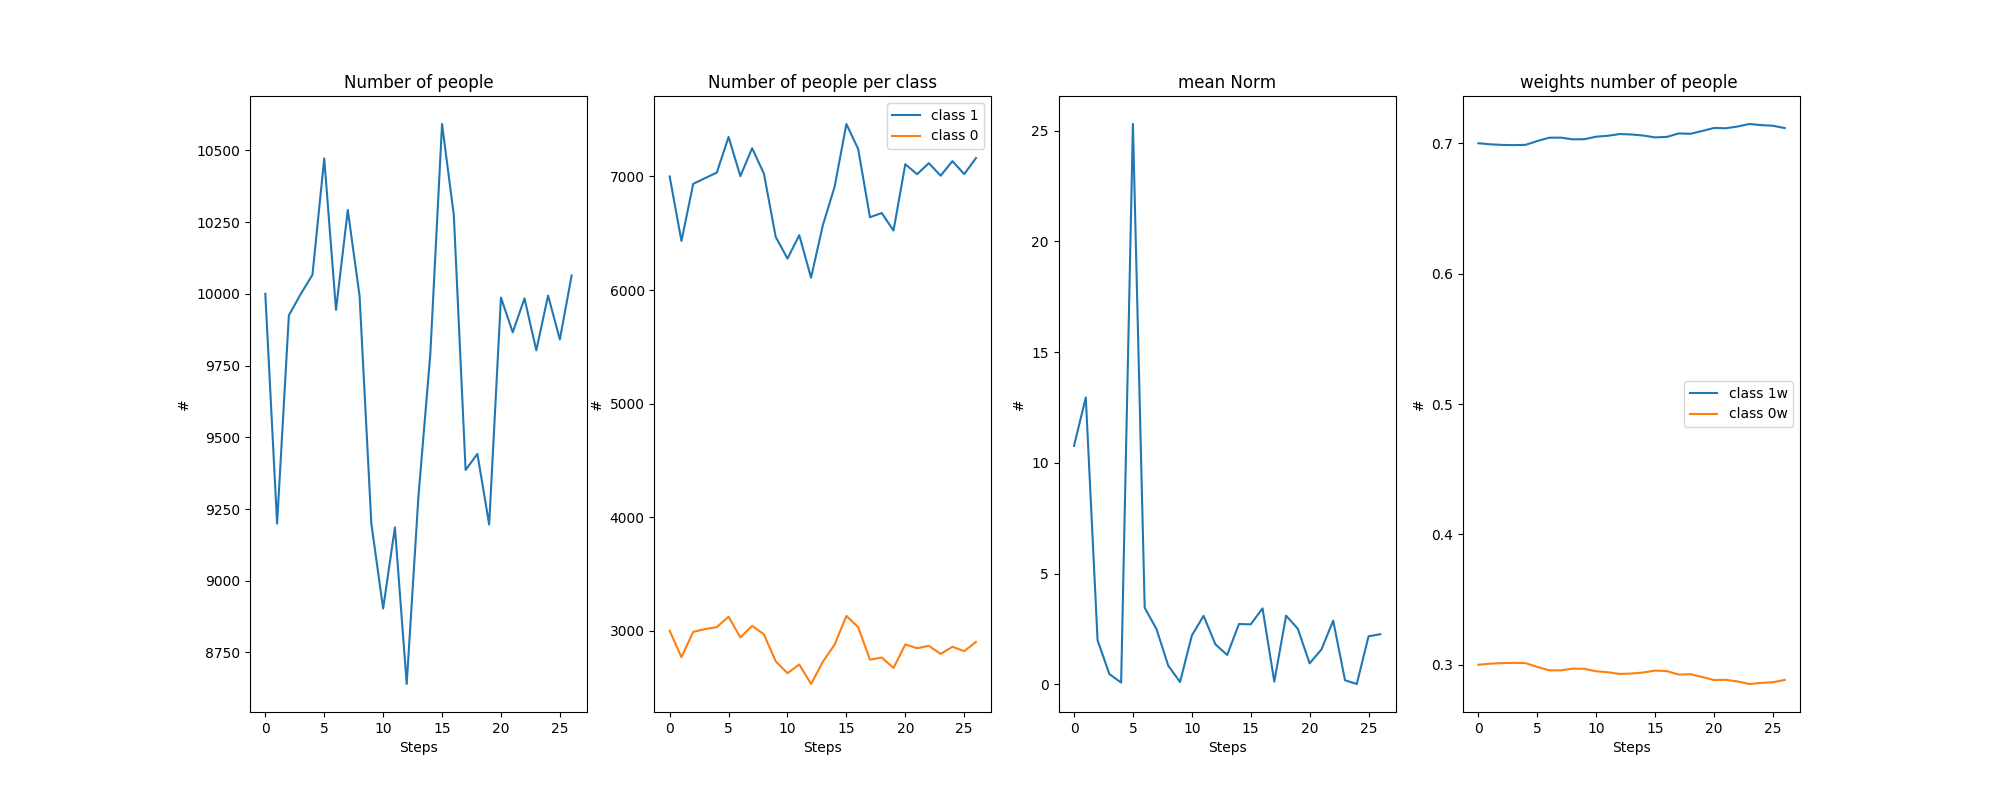 Number of people
10500
10250
10000
9750
9500
9250
9000
8750
#
0 5 10 15 20 25
Steps
Number of people per class
class 1
class 0
7000
6000
5000
4000
3000
#
0 5 10 15 20 25
Steps
mean Norm
25
20
15
10
5
0
#
0 5 10 15 20 25
Steps
weights number of people
0.7
0.6
0.5
0.4
0.3
#
class 1w
class 0w
0 5 10 15 20 25
Steps